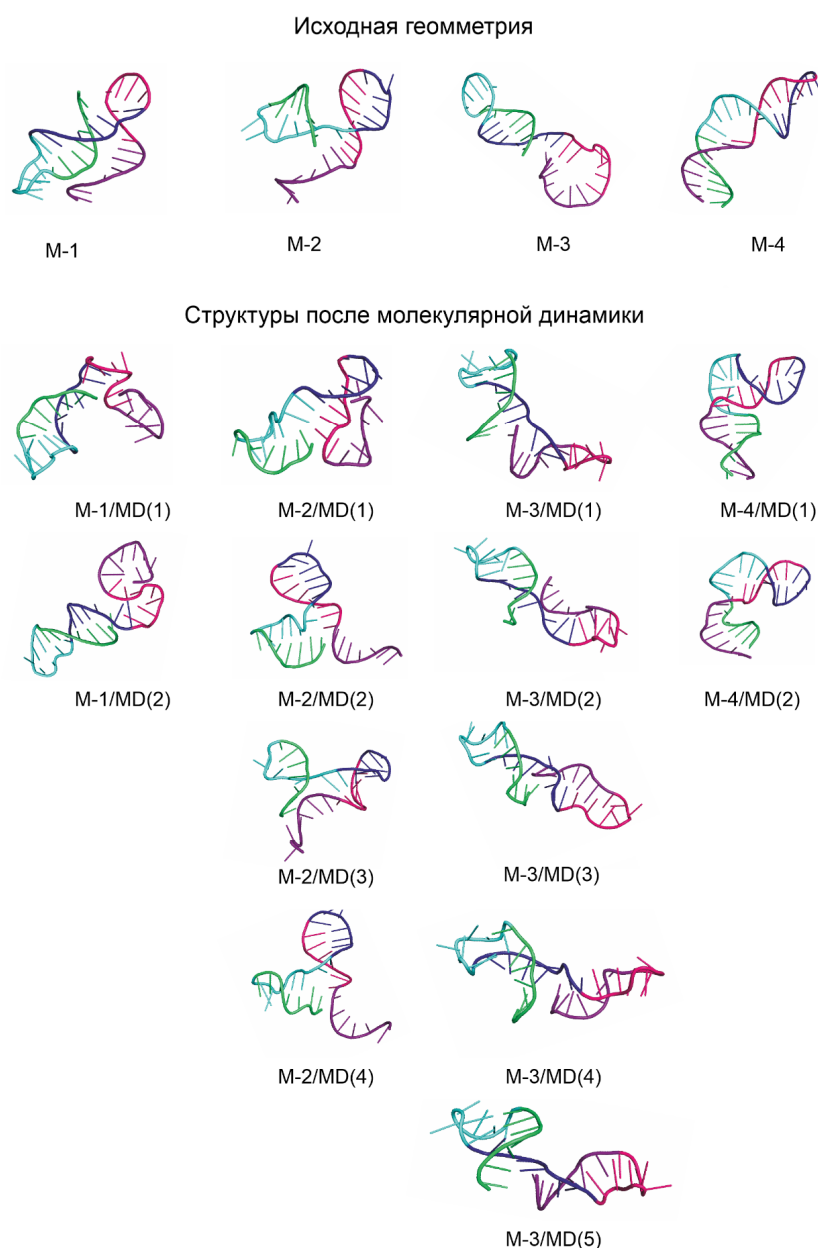 Исходная геомметрия
М-1
М-2
М-3
М-4
Структуры после молекулярной динамики
М-1/MD(1)
М-2/MD(1)
М-3/MD(1)
М-4/MD(1)
М-1/MD(2)
М-2/MD(2)
М-3/MD(2)
М-4/MD(2)
М-2/MD(3)
М-3/MD(3)
М-2/MD(4)
М-3/MD(4)
М-3/MD(5)